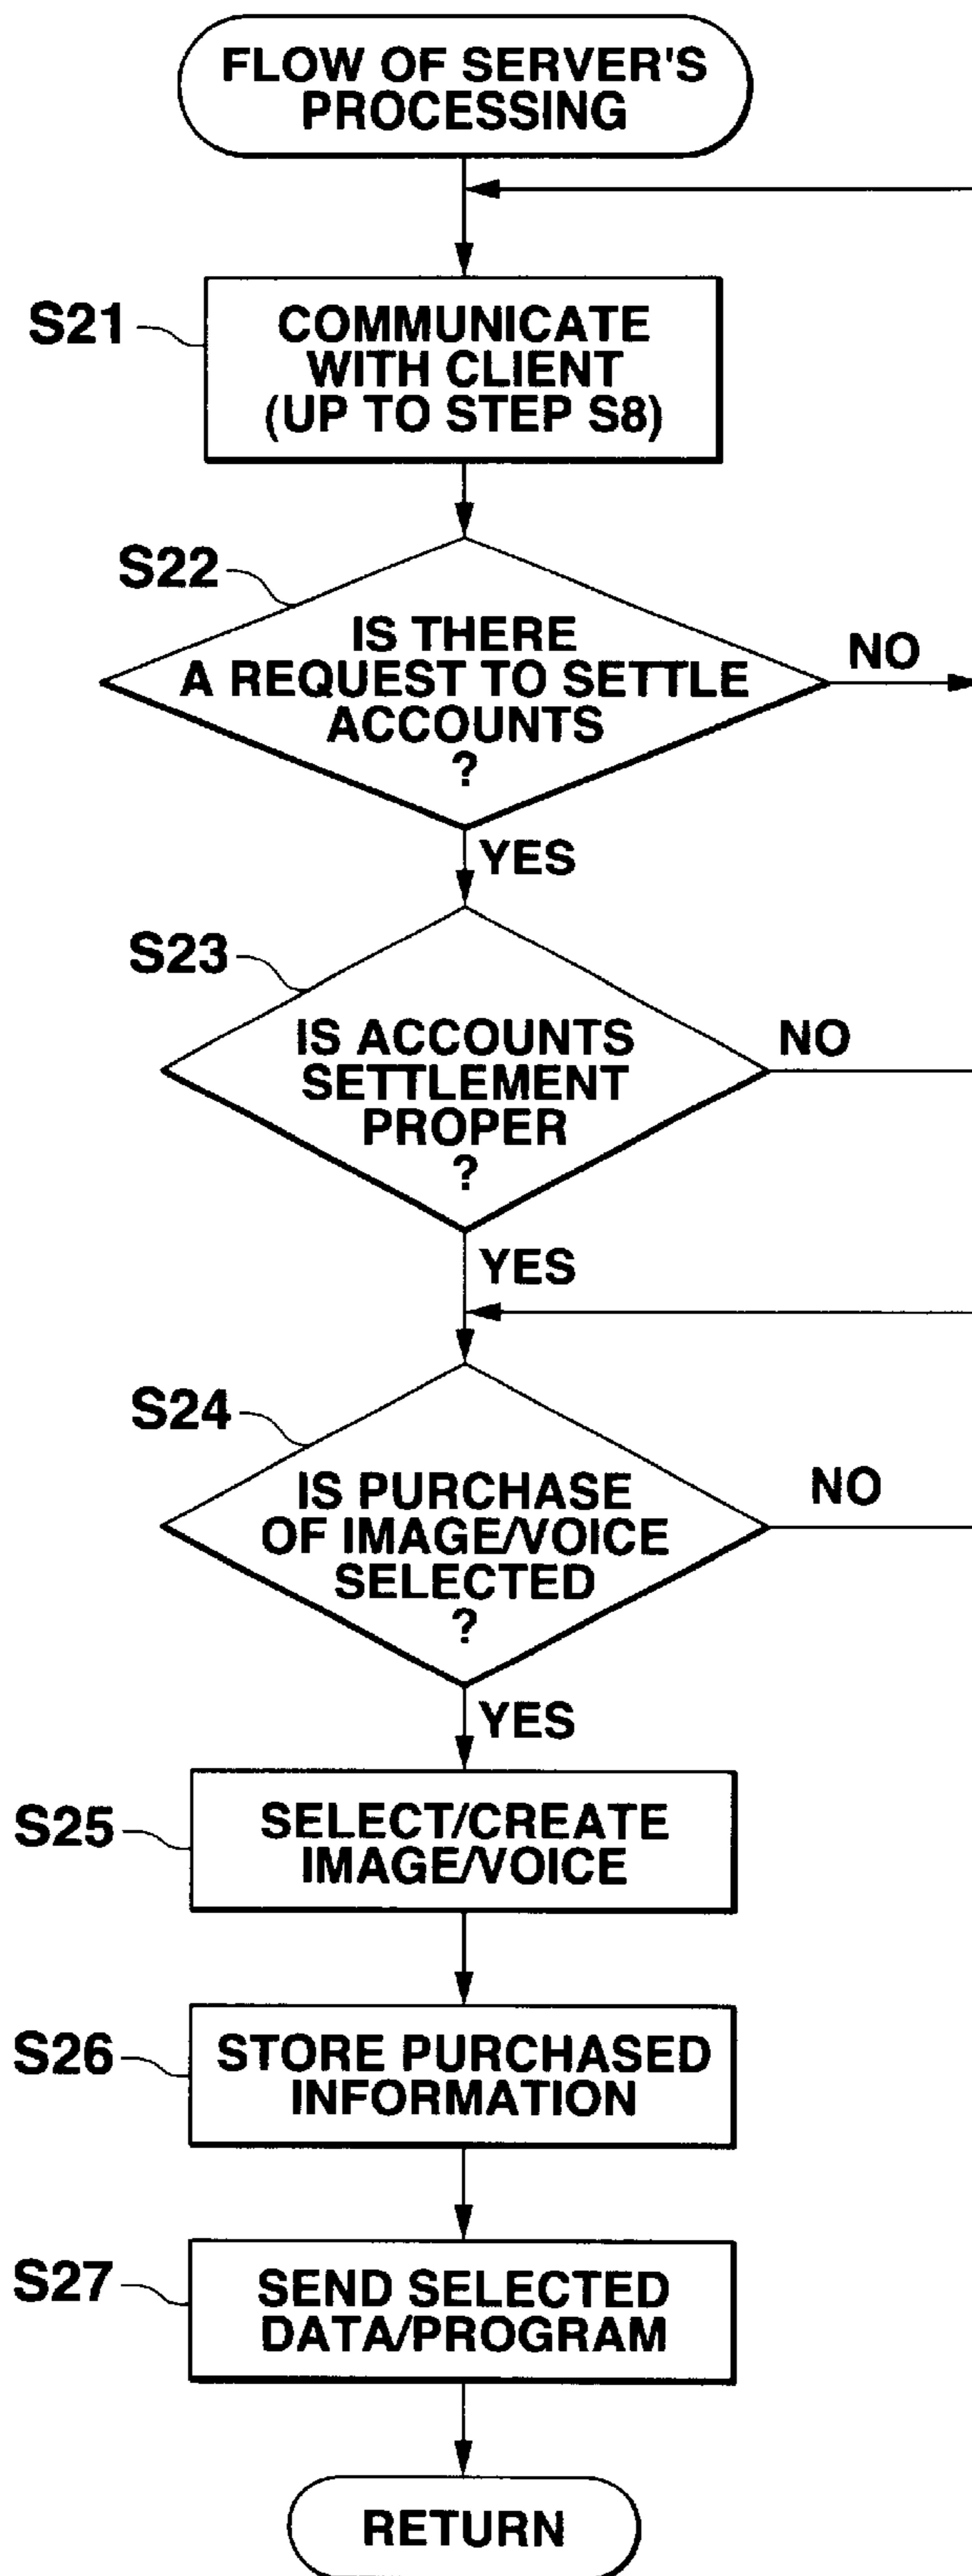 FLOW OF SERVER'S
PROCESSING
S21
COMMUNICATE
WITH CLIENT
(UP TO STEP S8)
S22
IS THERE
A REQUEST TO SETTLE
ACCOUNTS
?
NO
YES
S23
IS ACCOUNTS
SETTLEMENT
PROPER
?
NO
YES
S24
IS PURCHASE
OF IMAGE/VOICE
SELECTED
?
NO
YES
S25
SELECT/CREATE
IMAGE/VOICE
S26
STORE PURCHASED
INFORMATION
S27
SEND SELECTED
DATA/PROGRAM
RETURN